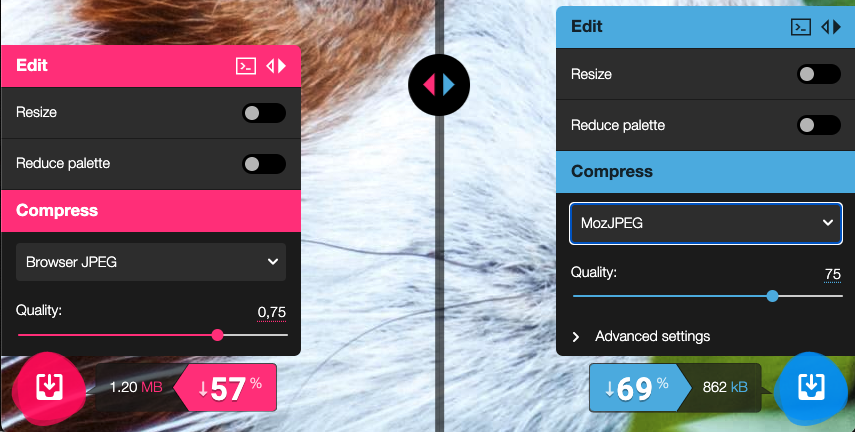 Edit
Resize
Reduce palette
Compress
Browser JPEG
Quality: 0,75
1.20 MB ↓57 %
Edit
Resize
Reduce palette
Compress
MozJPEG
Quality: 75
Advanced settings
↓69 % 862 kB